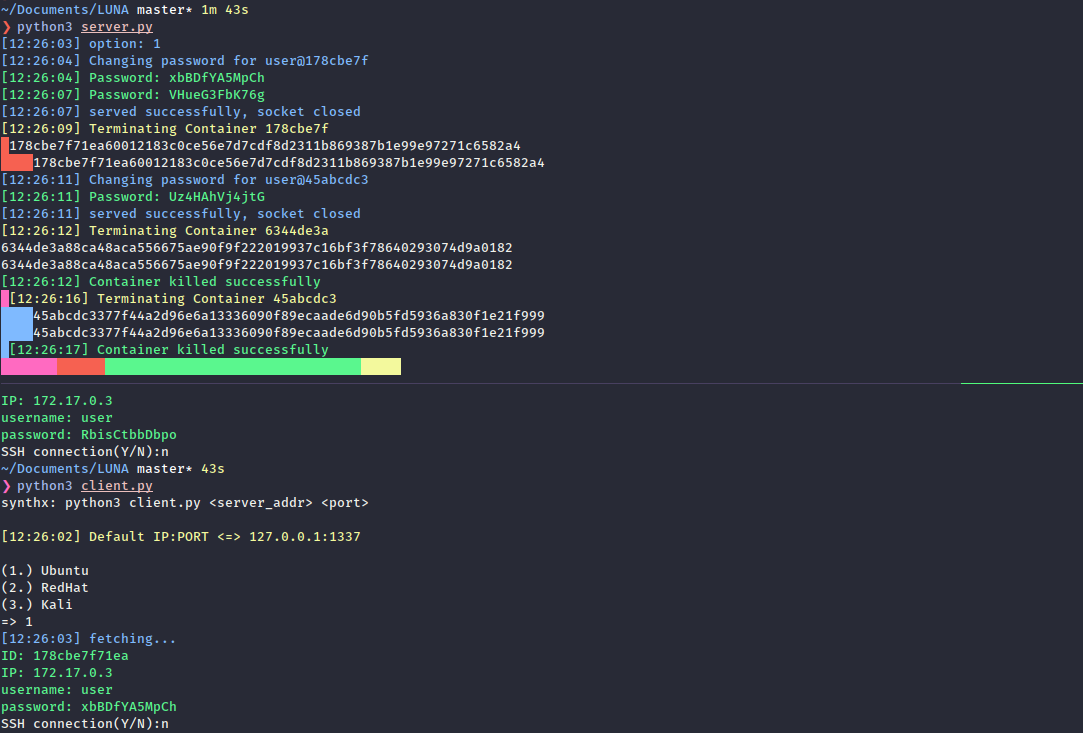 ~/Documents/LUNA master* 1m 43s
❯ python3 server.py
[12:26:03] option: 1
[12:26:04] Changing password for user@178cbe7f
[12:26:04] Password: xbBDfYA5MpCh
[12:26:07] Password: VHueG3FbK76g
[12:26:07] served successfully, socket closed
[12:26:09] Terminating Container 178cbe7f
178cbe7f71ea60012183c0ce56e7d7cdf8d2311b869387b1e99e97271c6582a4
178cbe7f71ea60012183c0ce56e7d7cdf8d2311b869387b1e99e97271c6582a4
[12:26:11] Changing password for user@45abcdc3
[12:26:11] Password: Uz4HAhVj4jtG
[12:26:11] served successfully, socket closed
[12:26:12] Terminating Container 6344de3a
6344de3a88ca48aca556675ae90f9f222019937c16bf3f78640293074d9a0182
6344de3a88ca48aca556675ae90f9f222019937c16bf3f78640293074d9a0182
[12:26:12] Container killed successfully
[12:26:16] Terminating Container 45abcdc3
45abcdc3377f44a2d96e6a13336090f89ecaade6d90b5fd5936a830f1e21f999
45abcdc3377f44a2d96e6a13336090f89ecaade6d90b5fd5936a830f1e21f999
[12:26:17] Container killed successfully
IP: 172.17.0.3
username: user
password: RbisCtbbDbpo
SSH connection(Y/N):n
~/Documents/LUNA master* 43s
❯ python3 client.py
synthx: python3 client.py <server_addr> <port>
[12:26:02] Default IP:PORT <=> 127.0.0.1:1337
(1.) Ubuntu
(2.) RedHat
(3.) Kali
=> 1
[12:26:03] fetching...
ID: 178cbe7f71ea
IP: 172.17.0.3
username: user
password: xbBDfYA5MpCh
SSH connection(Y/N):n